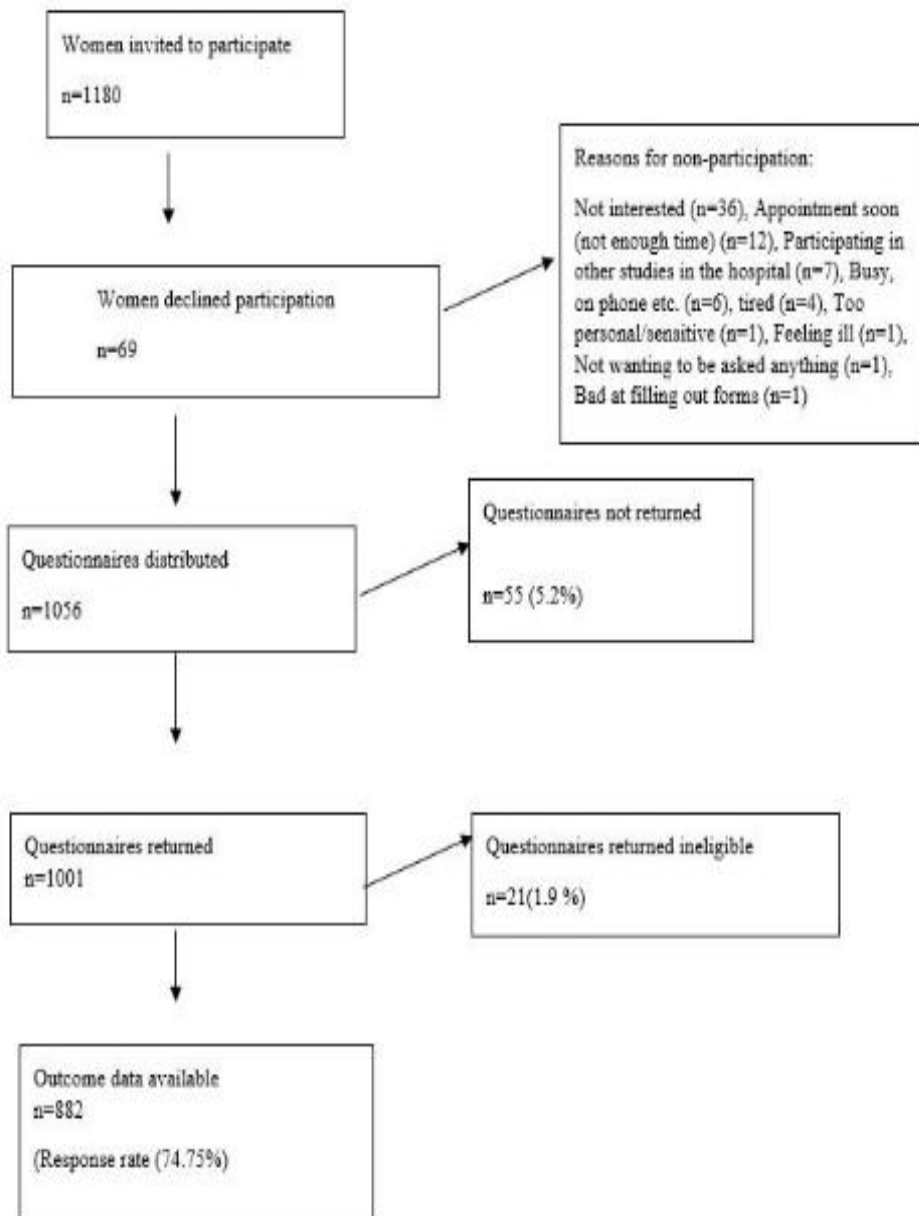 Women invited to participate
n=1180
Reasons for non-participation:
Not interested (n=36), Appointment soon
(not enough time) (n=12), Participating in
other studies in the hospital (n=7), Busy,
on phone etc. (n=6), tired (n=4), Too
personal/sensitive (n=1), Feeling ill (n=1),
Not wanting to be asked anything (n=1),
Bad at filling out forms (n=1)
Women declined participation
n=69
Questionnaires not returned
n=55 (5.2%)
Questionnaires distributed
n=1056
Questionnaires returned
n=1001
Questionnaires returned ineligible
n=21(1.9 %)
Outcome data available
n=882
(Response rate (74.75%)